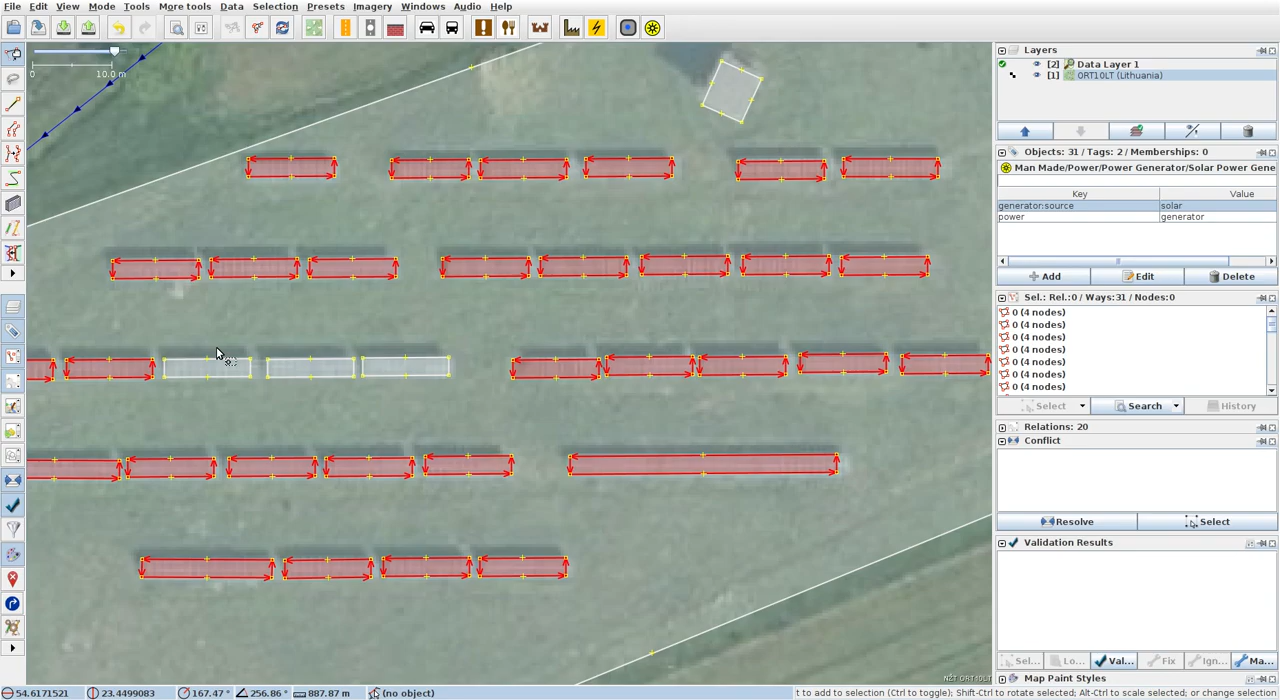 File Edit View Mode Tools More tools Data Selection Presets Imagery Windows Audio Help
0 10.0 m
Layers
[2] Data Layer 1
[1] ORT10LT (Lithuania)
Objects: 31 / Tags: 2 / Memberships: 0
Man Made/Power/Power Generator/Solar Power Gene
Key Value
generator:source solar
power generator
Add Edit Delete
Sel.: Rel.:0 / Ways:31 / Nodes:0
0 (4 nodes)
0 (4 nodes)
0 (4 nodes)
0 (4 nodes)
0 (4 nodes)
0 (4 nodes)
0 (4 nodes)
Select Search History
Relations: 20
Conflict
Resolve Select
Validation Results
Sel... Lo... Val... Fix Ign... Ma...
Map Paint Styles
NŽT ORT10LT
54.6171521 23.4499083 167.47 ° 256.86 ° 887.87 m (no object) t to add to selection (Ctrl to toggle); Shift-Ctrl to rotate selected; Alt-Ctrl to scale selected; or change selection